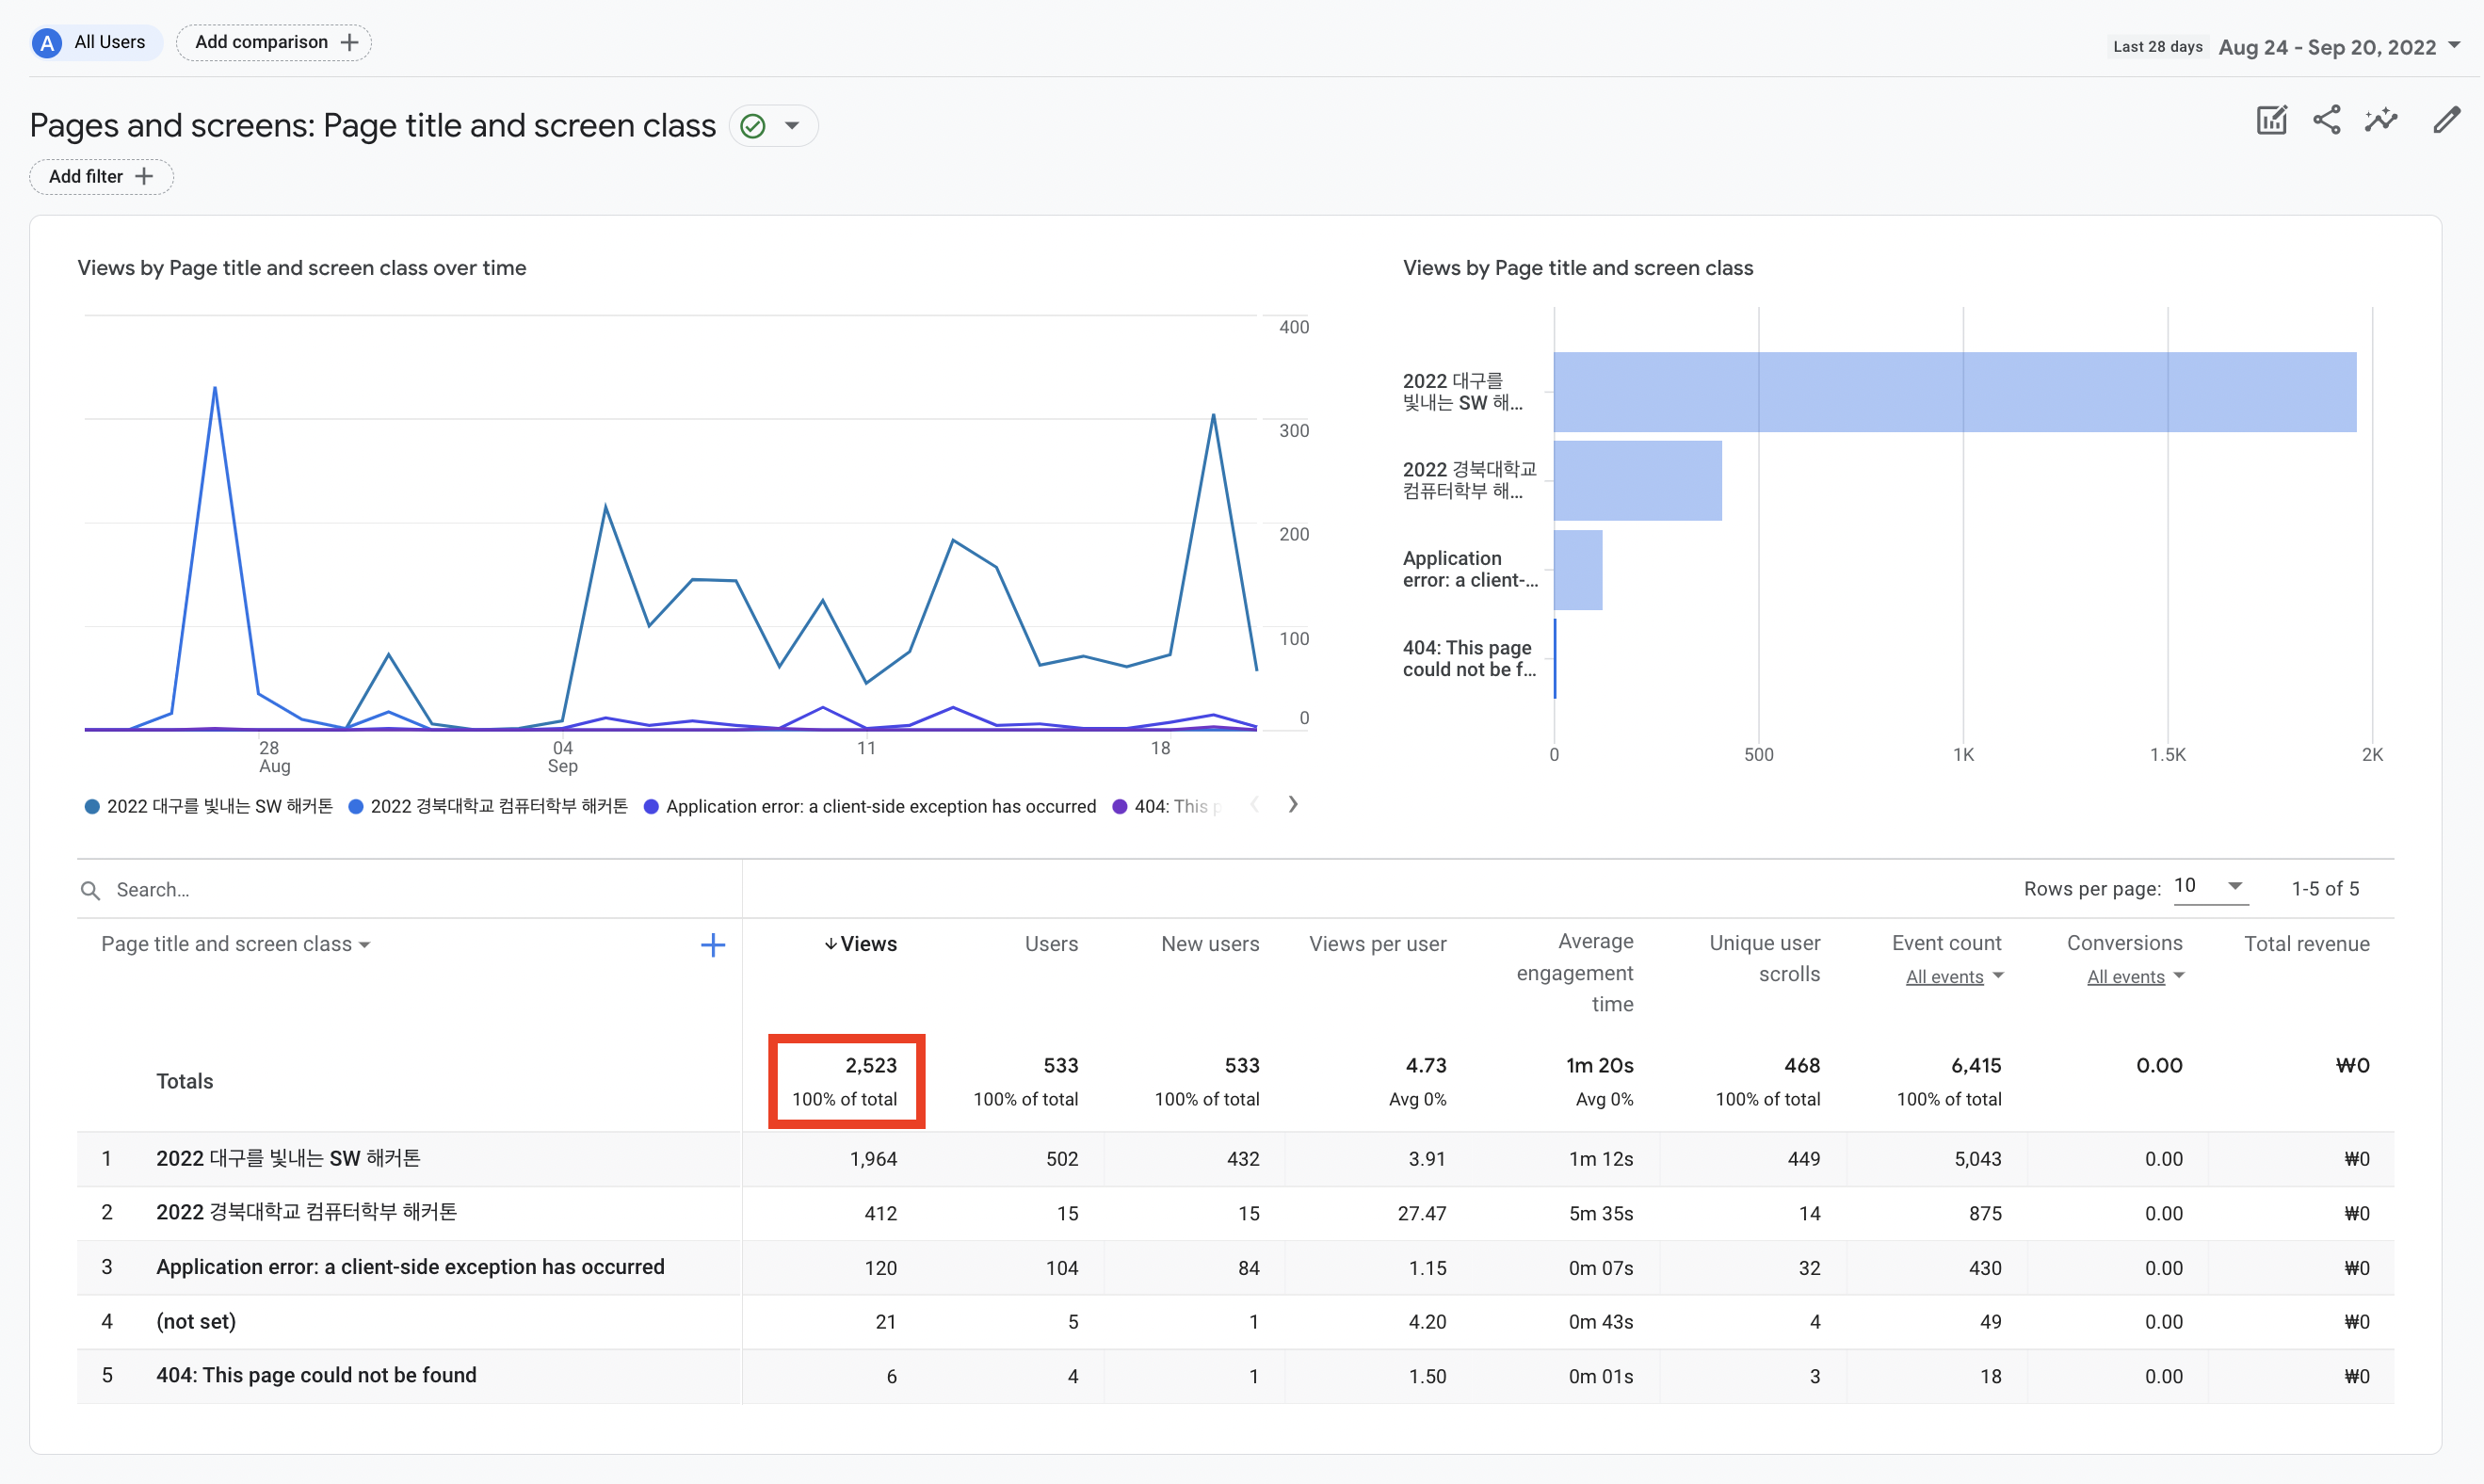 A All Users Add comparison
Last 28 days Aug 24 - Sep 20, 2022
Pages and screens: Page title and screen class
Add filter
Views by Page title and screen class over time
400
300
200
100
0
28
Aug
04
Sep
11
18
2022 대구를 빛내는 SW 해커톤 2022 경북대학교 컴퓨터학부 해커톤 Application error: a client-side exception has occurred 404: This p
Views by Page title and screen class
2022 대구를
빛내는 SW 해...
2022 경북대학교
컴퓨터학부 해...
Application
error: a client-...
404: This page
could not be f...
0 500 1K 1.5K 2K
Search...
Rows per page: 10 1-5 of 5
Page title and screen class
Views
Users
New users
Views per user
Average
engagement
time
Unique user
scrolls
Event count
All events
Conversions
All events
Total revenue
Totals
2,523 533 533 4.73 1m 20s 468 6,415 0.00 ₩0
100% of total 100% of total 100% of total Avg 0% Avg 0% 100% of total 100% of total
1 2022 대구를 빛내는 SW 해커톤 1,964 502 432 3.91 1m 12s 449 5,043 0.00 ₩0
2 2022 경북대학교 컴퓨터학부 해커톤 412 15 15 27.47 5m 35s 14 875 0.00 ₩0
3 Application error: a client-side exception has occurred 120 104 84 1.15 0m 07s 32 430 0.00 ₩0
4 (not set) 21 5 1 4.20 0m 43s 4 49 0.00 ₩0
5 404: This page could not be found 6 4 1 1.50 0m 01s 3 18 0.00 ₩0